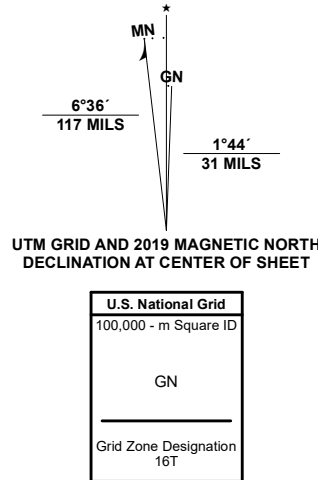 ★
MN
GN
6°36´
117 MILS
1°44´
31 MILS
UTM GRID AND 2019 MAGNETIC NORTH
DECLINATION AT CENTER OF SHEET
U.S. National Grid
100,000 - m Square ID
GN
Grid Zone Designation
16T